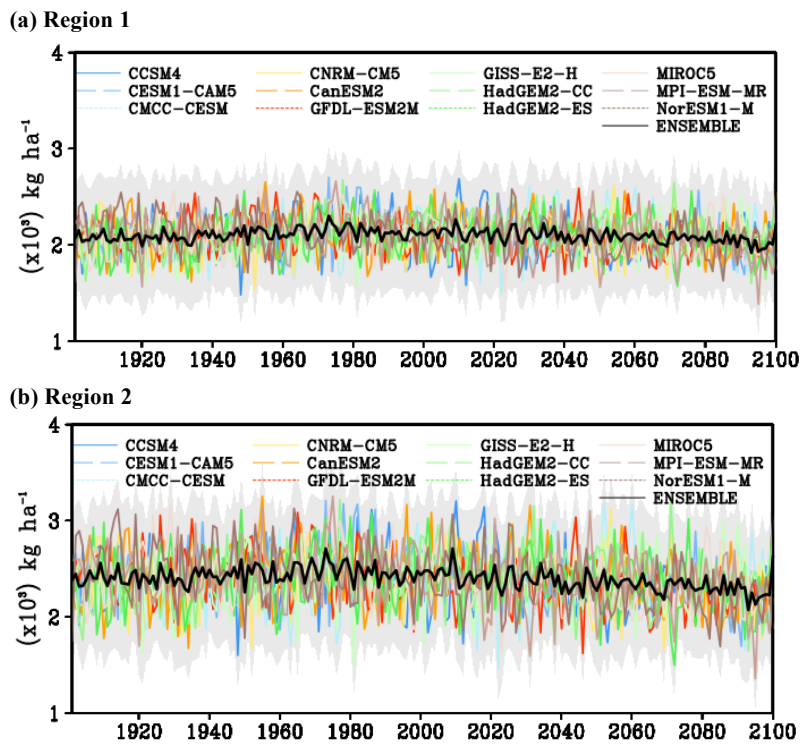 (a) Region 1
4
CCSM4 CNRM−CM5 GISS−E2−H MIROC5
CESM1−CAM5 CanESM2 HadGEM2−CC MPI−ESM−MR
CMCC−CESM GFDL−ESM2M HadGEM2−ES NorESM1−M
ENSEMBLE
3
(x10³) kg ha⁻¹
2
1
1920 1940 1960 1980 2000 2020 2040 2060 2080 2100
(b) Region 2
4
CCSM4 CNRM−CM5 GISS−E2−H MIROC5
CESM1−CAM5 CanESM2 HadGEM2−CC MPI−ESM−MR
CMCC−CESM GFDL−ESM2M HadGEM2−ES NorESM1−M
ENSEMBLE
3
(x10³) kg ha⁻¹
2
1
1920 1940 1960 1980 2000 2020 2040 2060 2080 2100